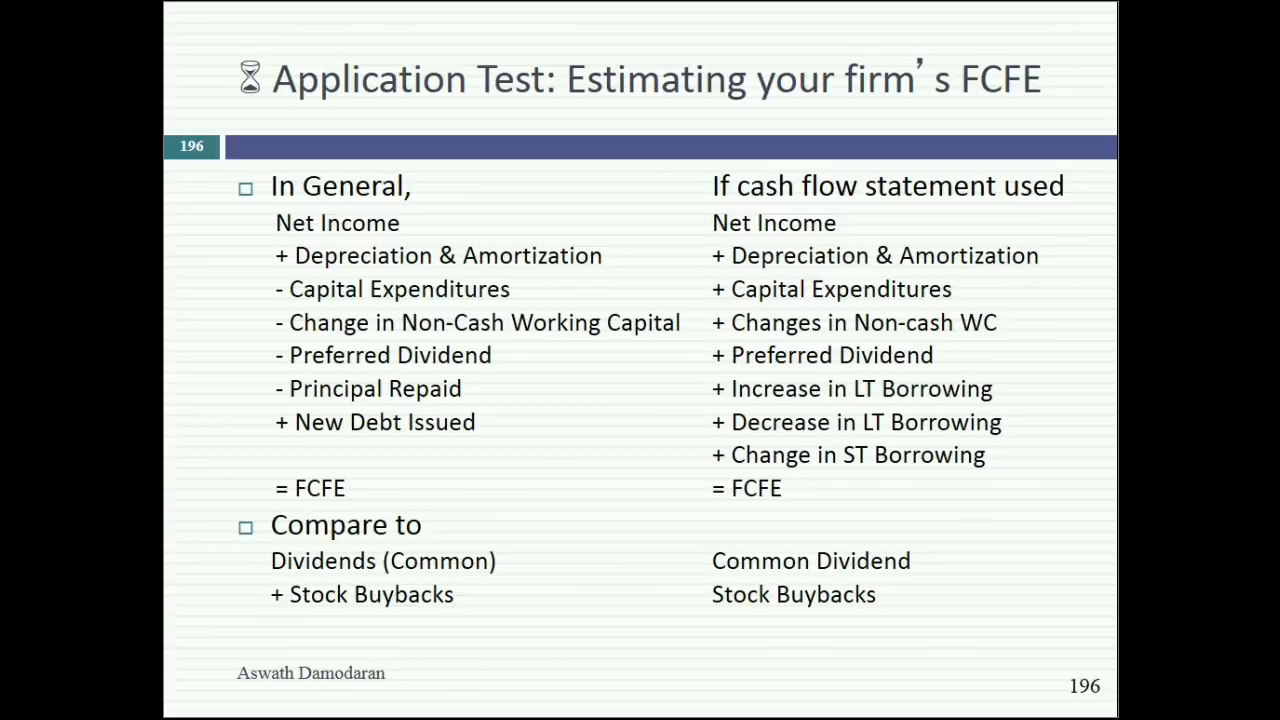 Application Test: Estimating your firm’s FCFE
196
In General,
Net Income
+ Depreciation & Amortization
- Capital Expenditures
- Change in Non-Cash Working Capital
- Preferred Dividend
- Principal Repaid
+ New Debt Issued
= FCFE
Compare to
Dividends (Common)
+ Stock Buybacks
If cash flow statement used
Net Income
+ Depreciation & Amortization
+ Capital Expenditures
+ Changes in Non-cash WC
+ Preferred Dividend
+ Increase in LT Borrowing
+ Decrease in LT Borrowing
+ Change in ST Borrowing
= FCFE
Common Dividend
Stock Buybacks
Aswath Damodaran
196